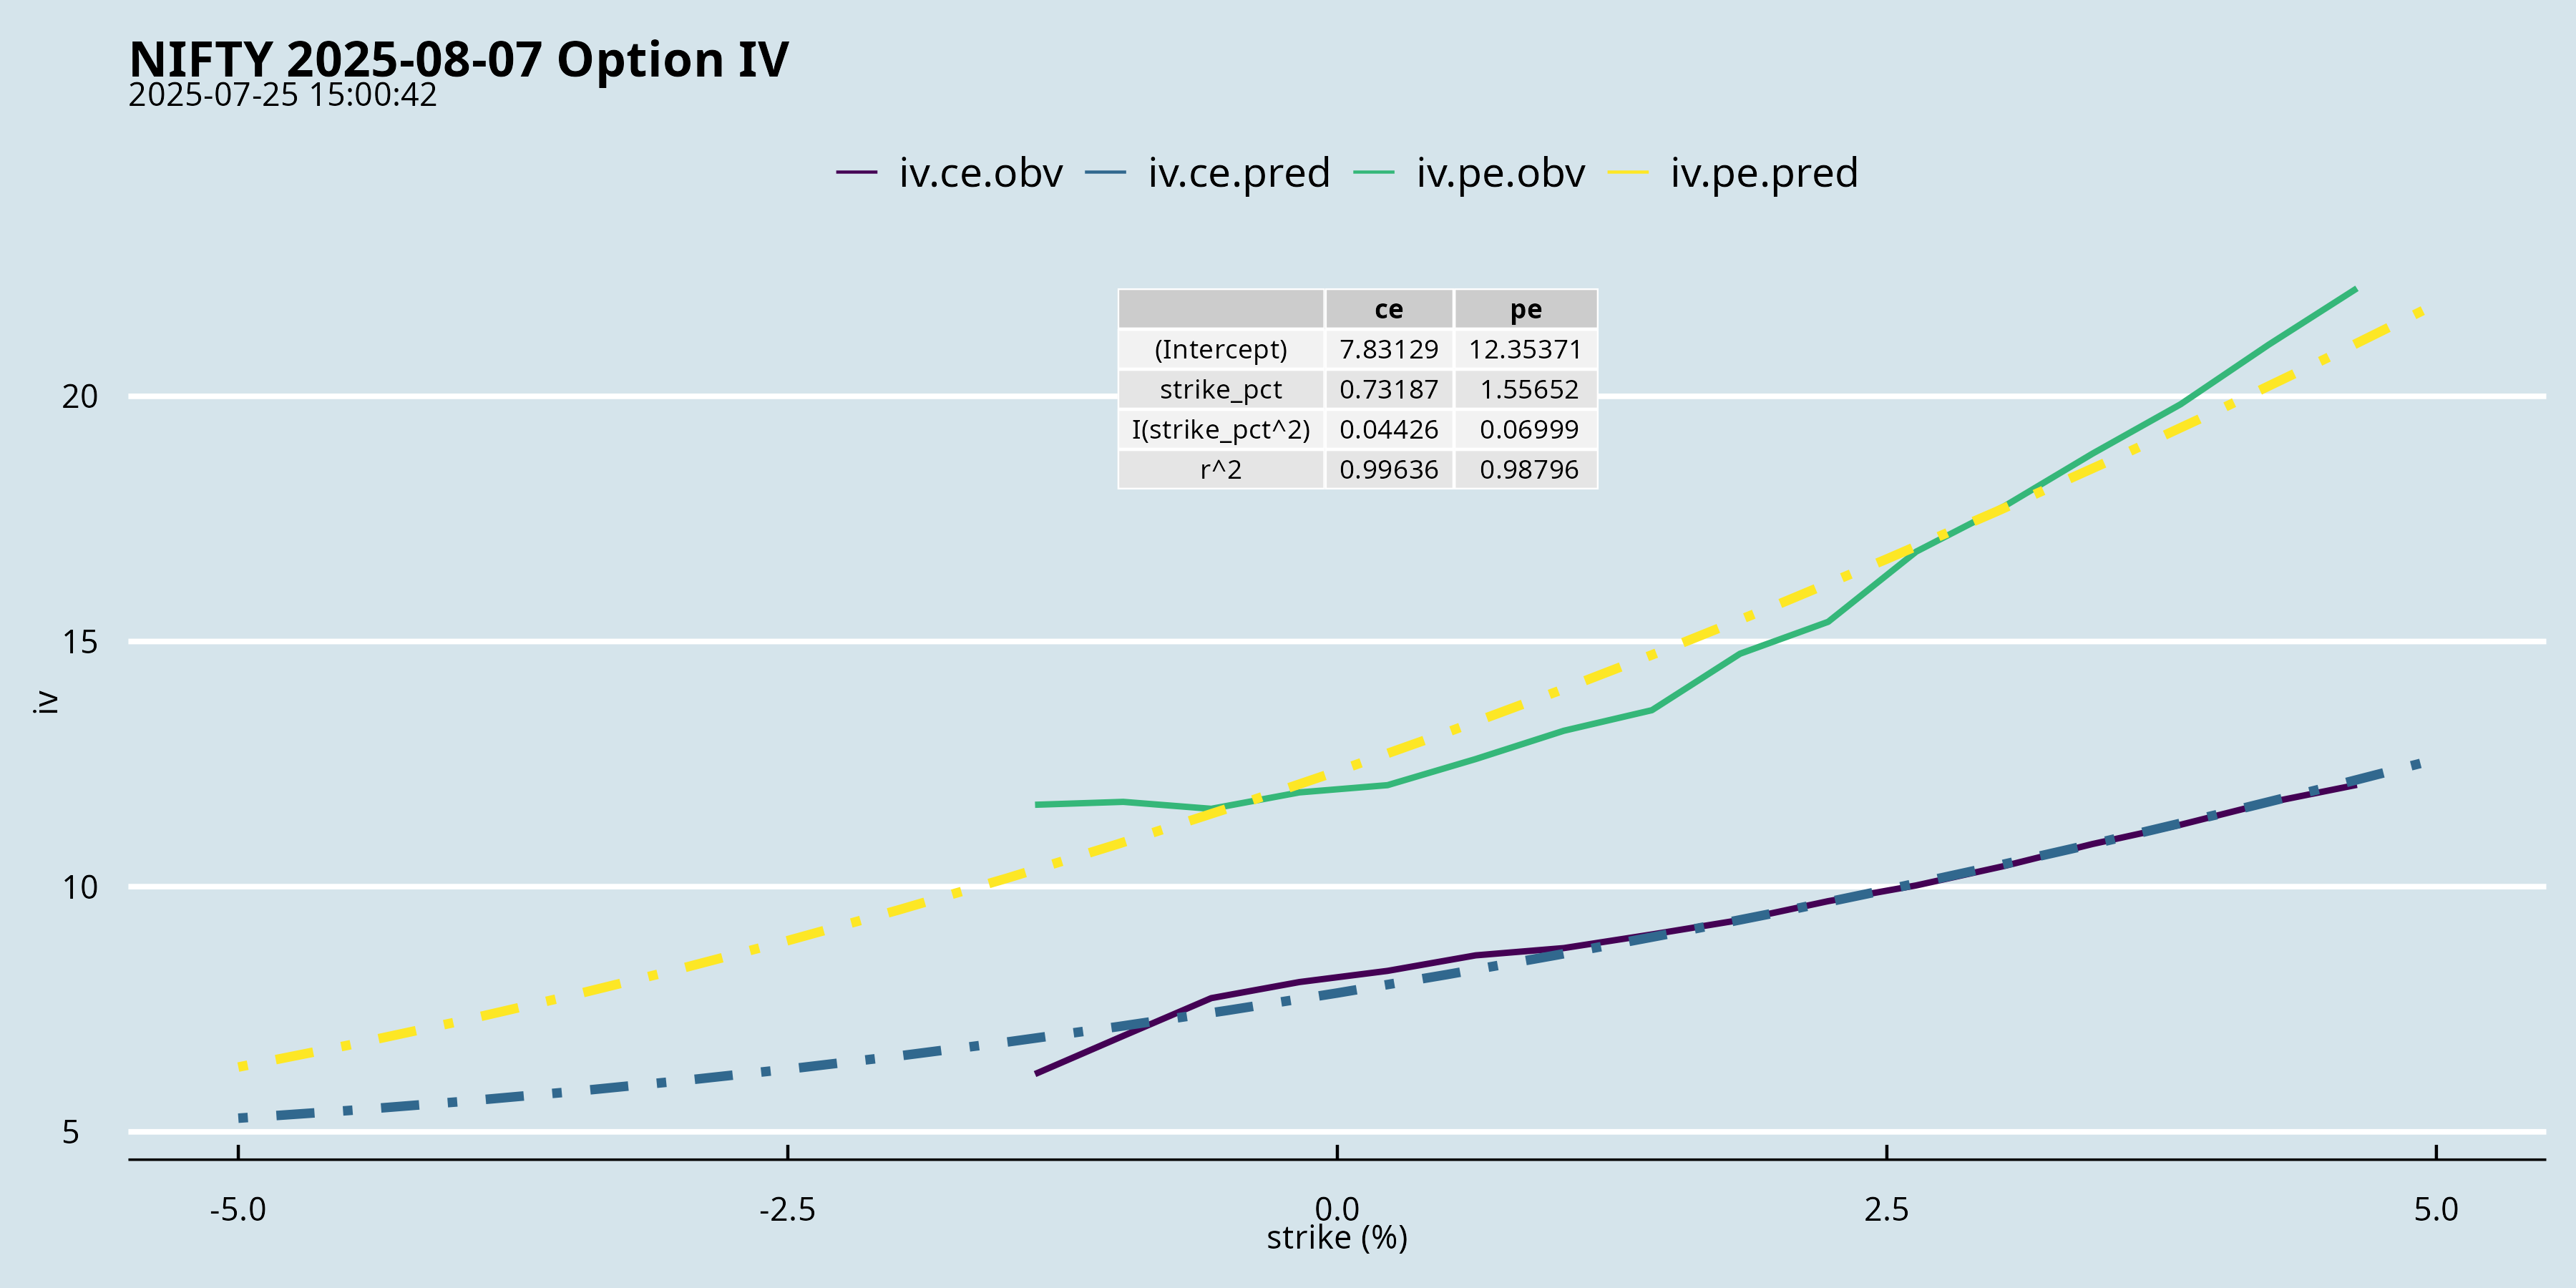 NIFTY 2025-08-07 Option IV
2025-07-25 15:00:42
iv.ce.obv iv.ce.pred iv.pe.obv iv.pe.pred
ce pe
(Intercept) 7.83129 12.35371
strike_pct 0.73187 1.55652
I(strike_pct^2) 0.04426 0.06999
r^2 0.99636 0.98796
20
15
10
5
iv
-5.0 -2.5 0.0 2.5 5.0
strike (%)